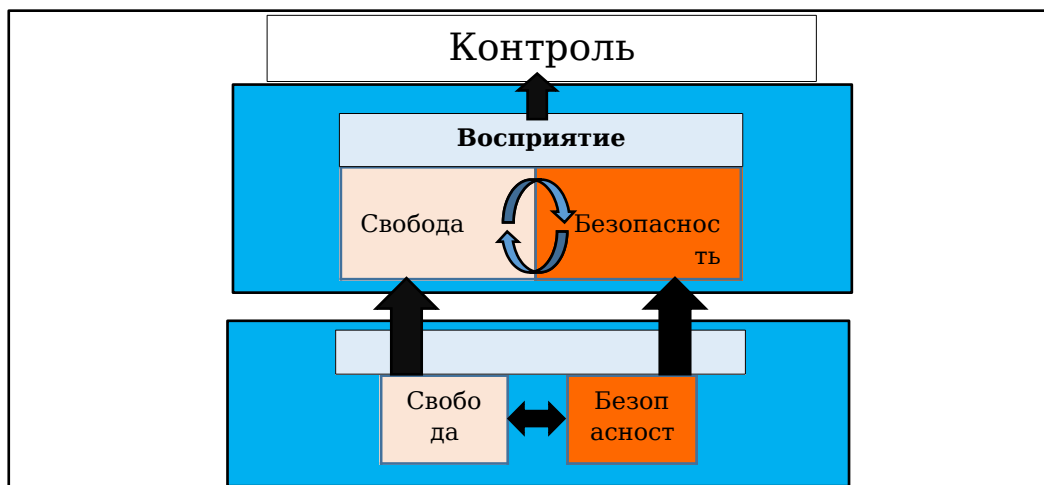 Контроль
Восприятие
Свобода
Безопаснос
ть
Свобо
да
Безоп
асност